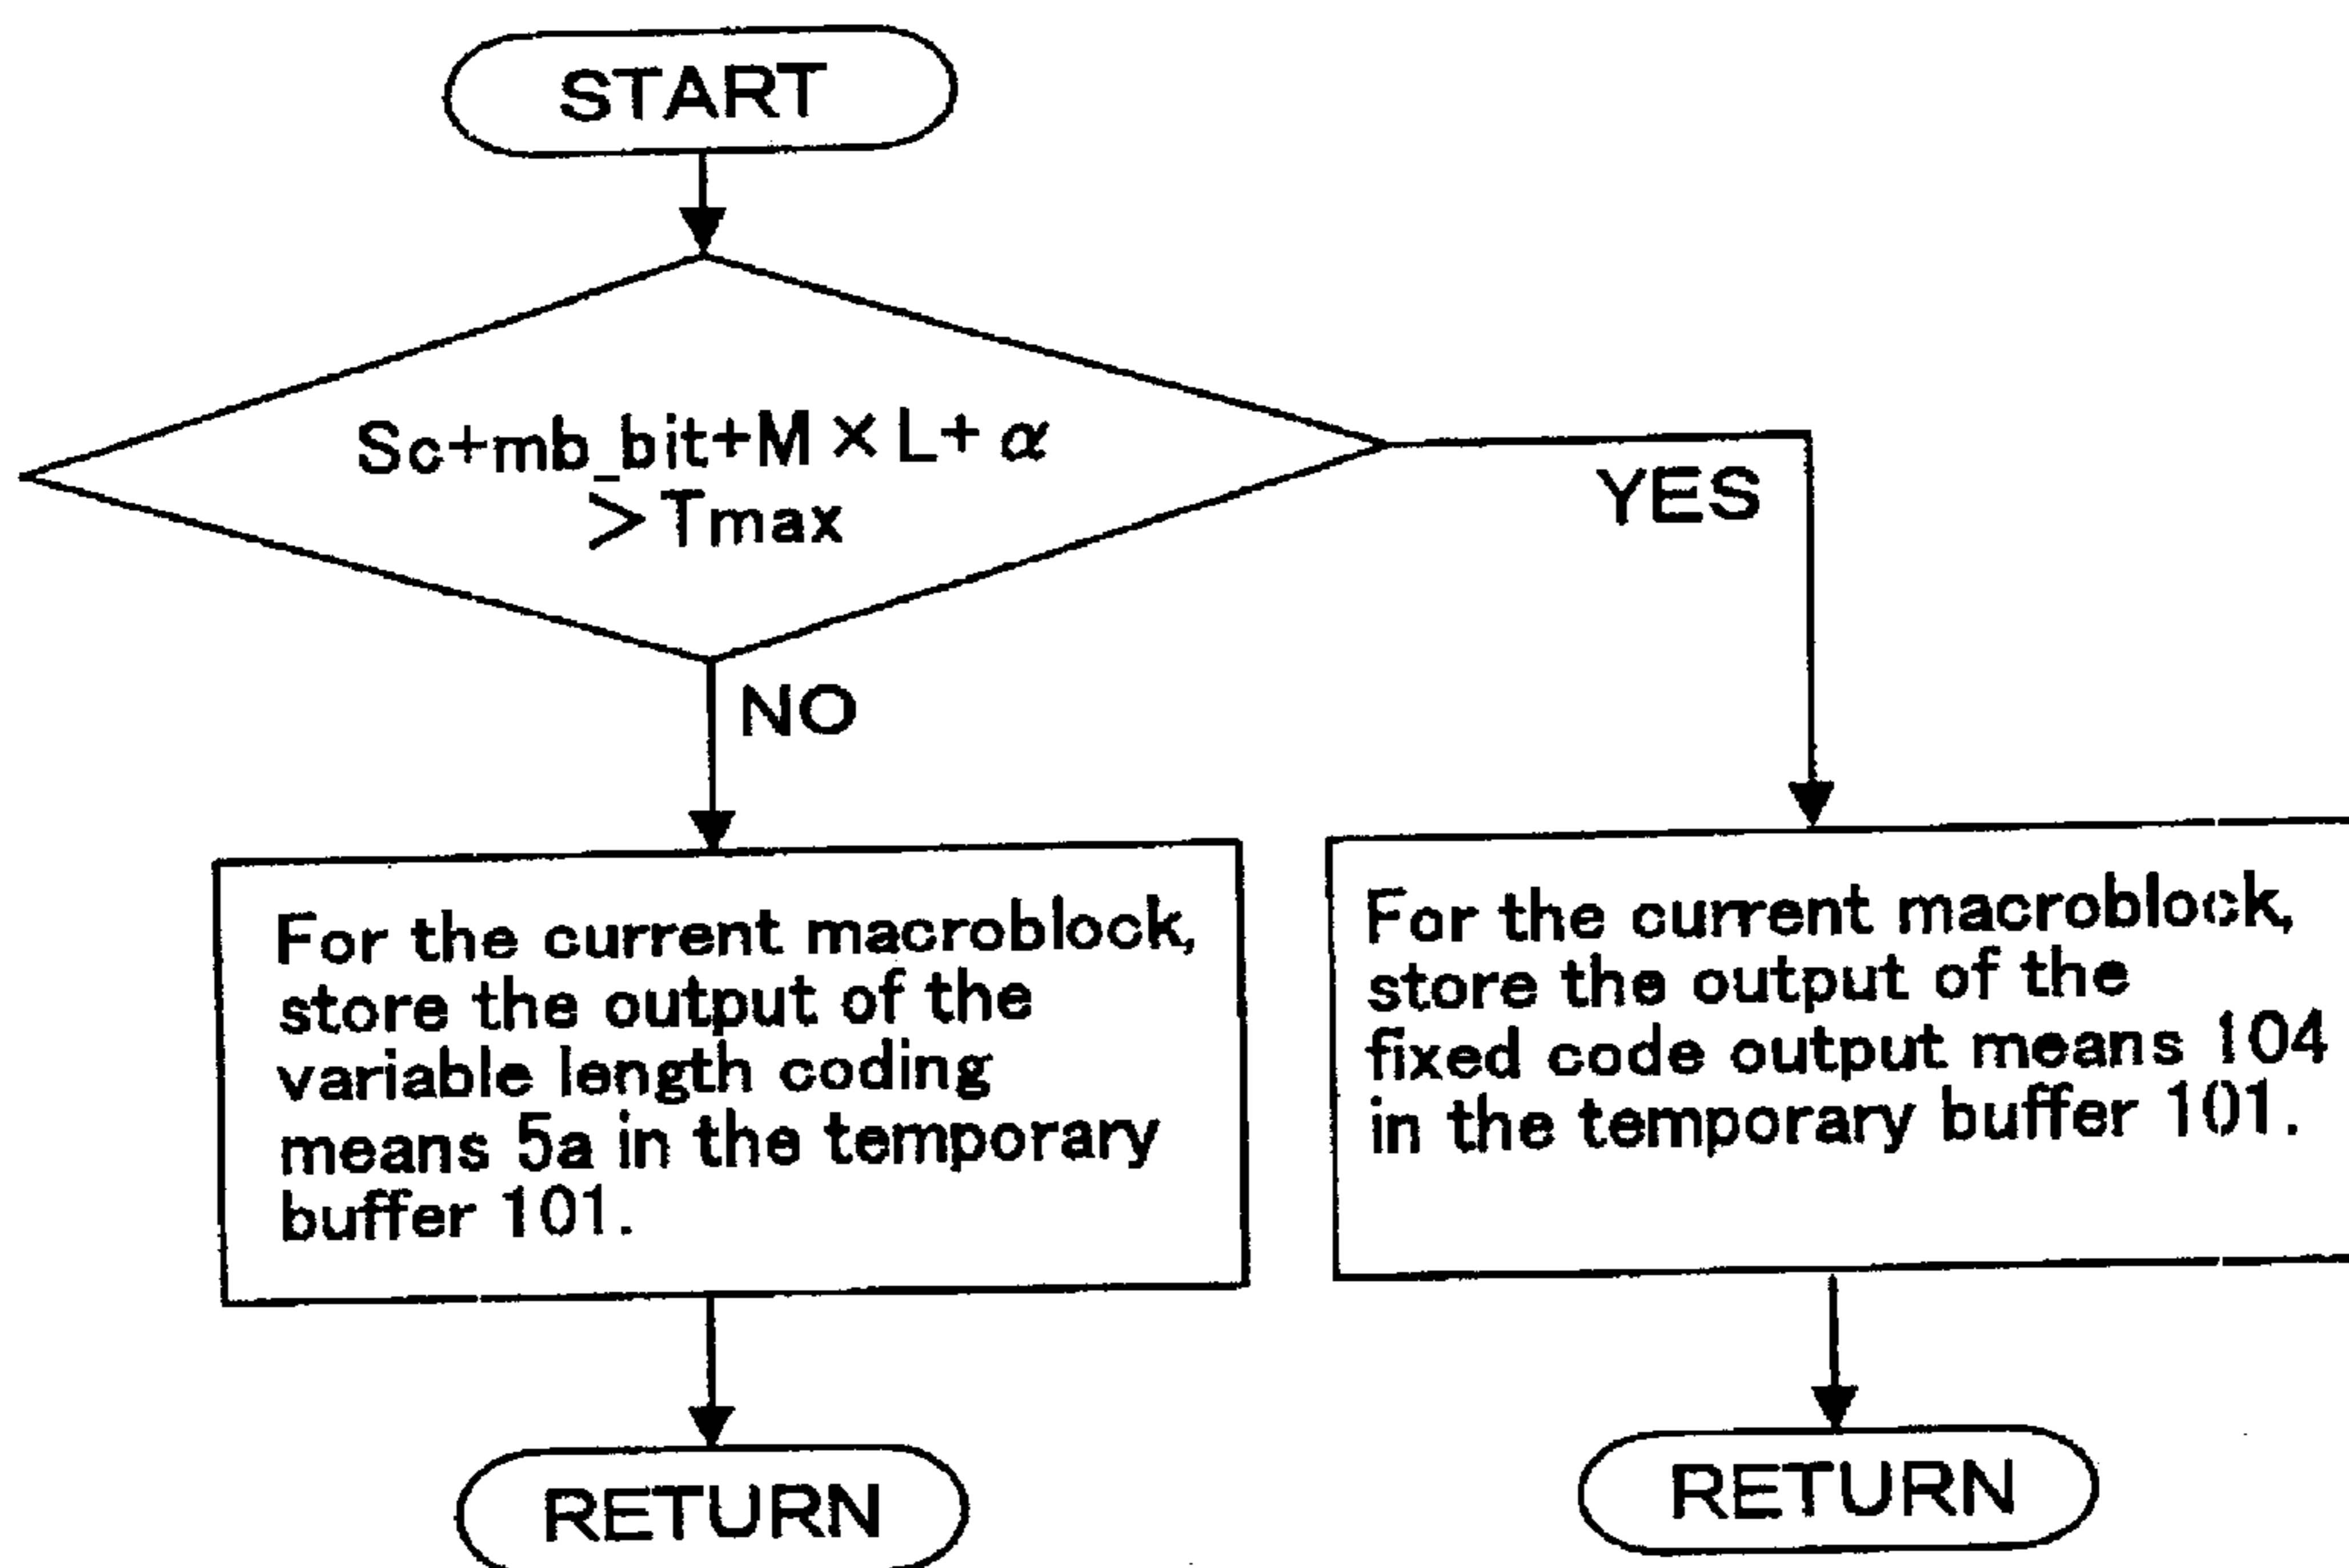 START
Sc+mb_bit+M×L+α
>Tmax
YES
NO
For the current macroblock,
store the output of the
variable length coding
means 5a in the temporary
buffer 101.
For the current macroblock,
store the output of the
fixed code output means 104
in the temporary buffer 101.
RETURN
RETURN